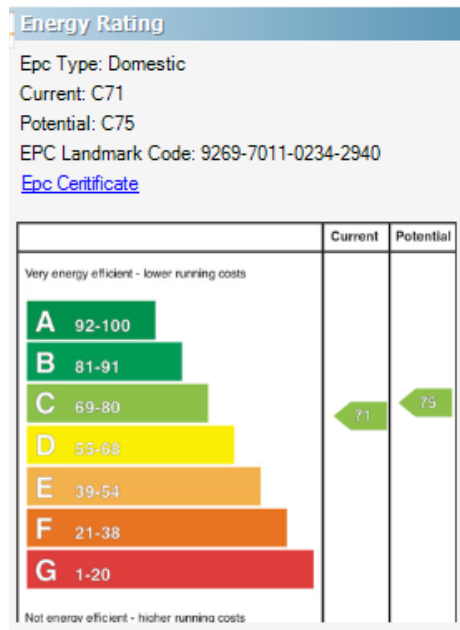 Energy Rating
Epc Type: Domestic
Current: C71
Potential: C75
EPC Landmark Code: 9269-7011-0234-2940
Epc Ceritificate
Current Potential
Very energy efficient - lower running costs
A 92-100
B 81-91
C 69-80
71
75
D 55-68
E 39-54
F 21-38
G 1-20
Not energy efficient - higher running costs